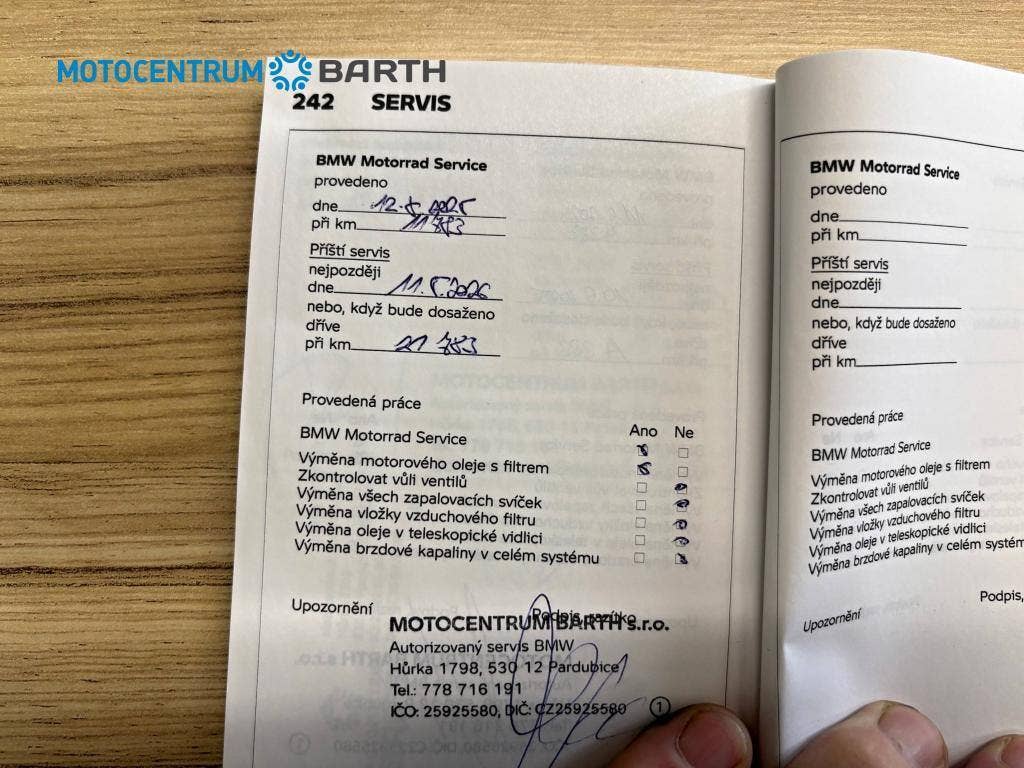 MOTOCENTRUM BARTH
242 SERVIS
BMW Motorrad Service
provedeno
dne 12.5 2025
při km 11 783
Příští servis
nejpozději
dne 11.5.2026
nebo, když bude dosaženo
dříve
při km 21 783
Provedená práce
Ano Ne
BMW Motorrad Service
Výměna motorového oleje s filtrem
Zkontrolovat vůli ventilů
Výměna všech zapalovacích svíček
Výměna vložky vzduchového filtru
Výměna oleje v teleskopické vidlici
Výměna brzdové kapaliny v celém systému
Upozornění
Podpis, razítko
MOTOCENTRUM BARTH s.r.o.
Autorizovaný servis BMW
Hůrka 1798, 530 12 Pardubice
Tel.: 778 716 191
IČO: 25925580, DIČ: CZ25925580 1
BMW Motorrad Service
provedeno
dne
při km
Příští servis
nejpozději
dne
nebo, když bude dosaženo
dříve
při km
Provedená práce
BMW Motorrad Service
Výměna motorového oleje s filtrem
Zkontrolovat vůli ventilů
Výměna všech zapalovacích svíček
Výměna vložky vzduchového filtru
Výměna oleje v teleskopické vidlici
Výměna brzdové kapaliny v celém systém
Podpis,
Upozornění